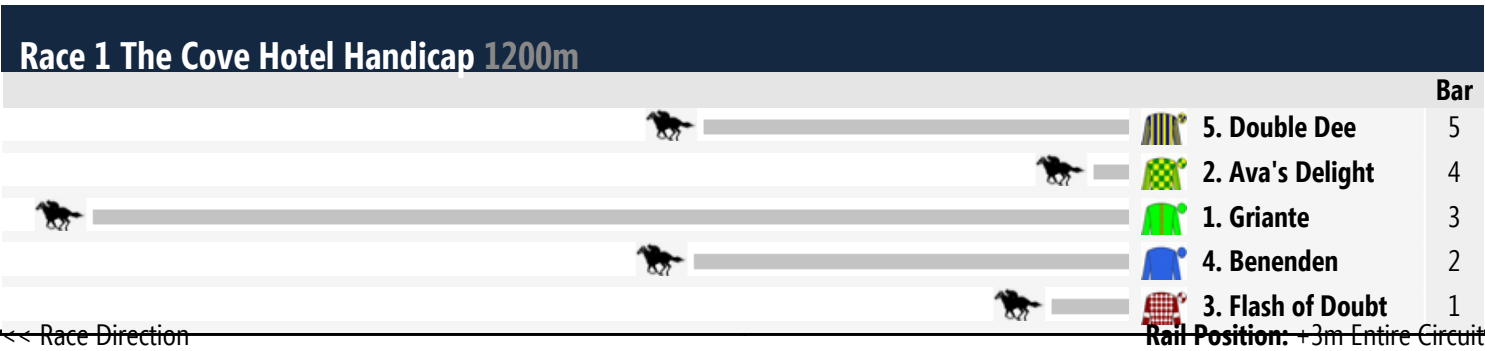 Race 1 The Cove Hotel Handicap 1200m
Bar
5. Double Dee 5
2. Ava's Delight 4
1. Griante 3
4. Benenden 2
3. Flash of Doubt 1
<<< Race Direction Rail Position: +3m Entire Circuit